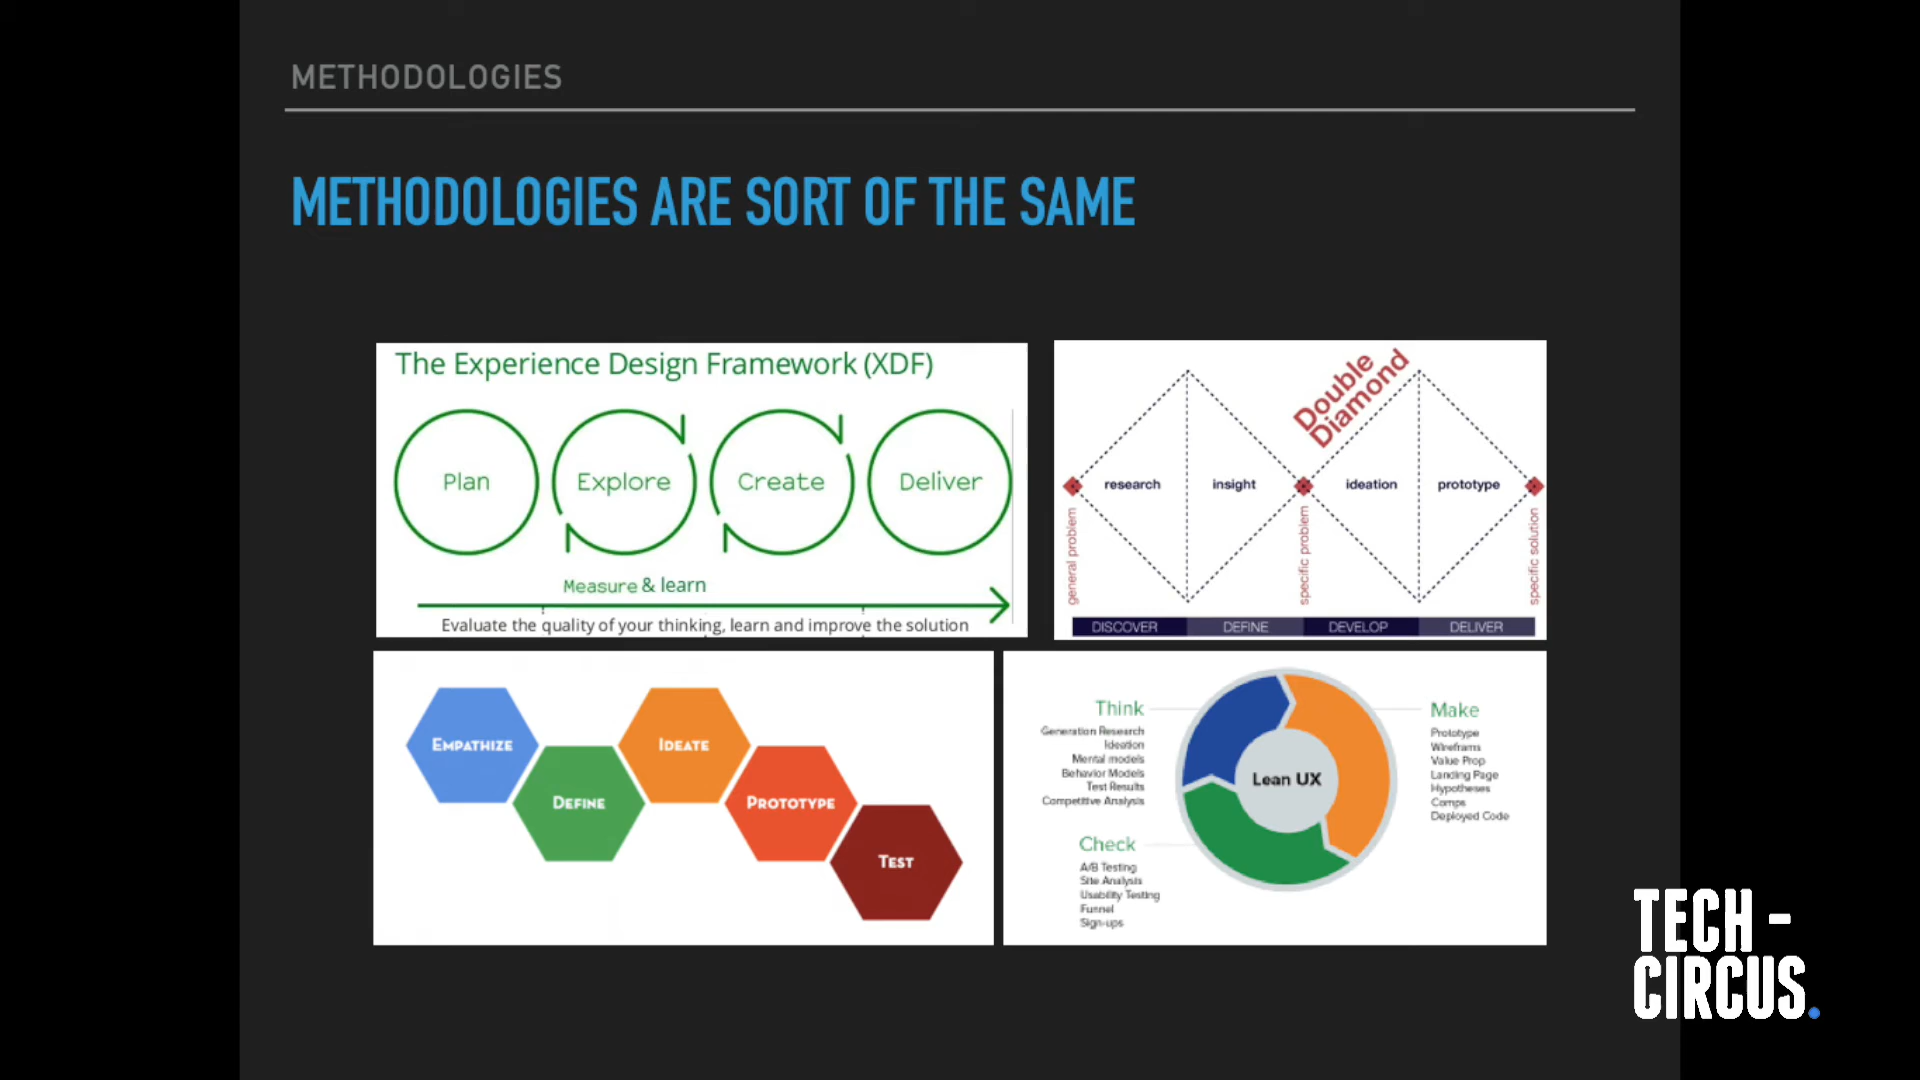 METHODOLOGIES
METHODOLOGIES ARE SORT OF THE SAME
The Experience Design Framework (XDF)
Plan
Explore
Create
Deliver
Measure & learn
Evaluate the quality of your thinking, learn and improve the solution
Double
Diamond
research
insight
ideation
prototype
general problem
specific problem
specific solution
DISCOVER
DEFINE
DEVELOP
DELIVER
EMPATHIZE
DEFINE
IDEATE
PROTOTYPE
TEST
Think
Generation Research
Ideation
Mental models
Behavior Models
Test Results
Competitive Analysis
Lean UX
Make
Prototype
Wireframs
Value Prop
Landing Page
Hypotheses
Comps
Deployed Code
Check
A/B Testing
Site Analysis
Usability Testing
Funnel
Sign-ups
TECH-
CIRCUS.